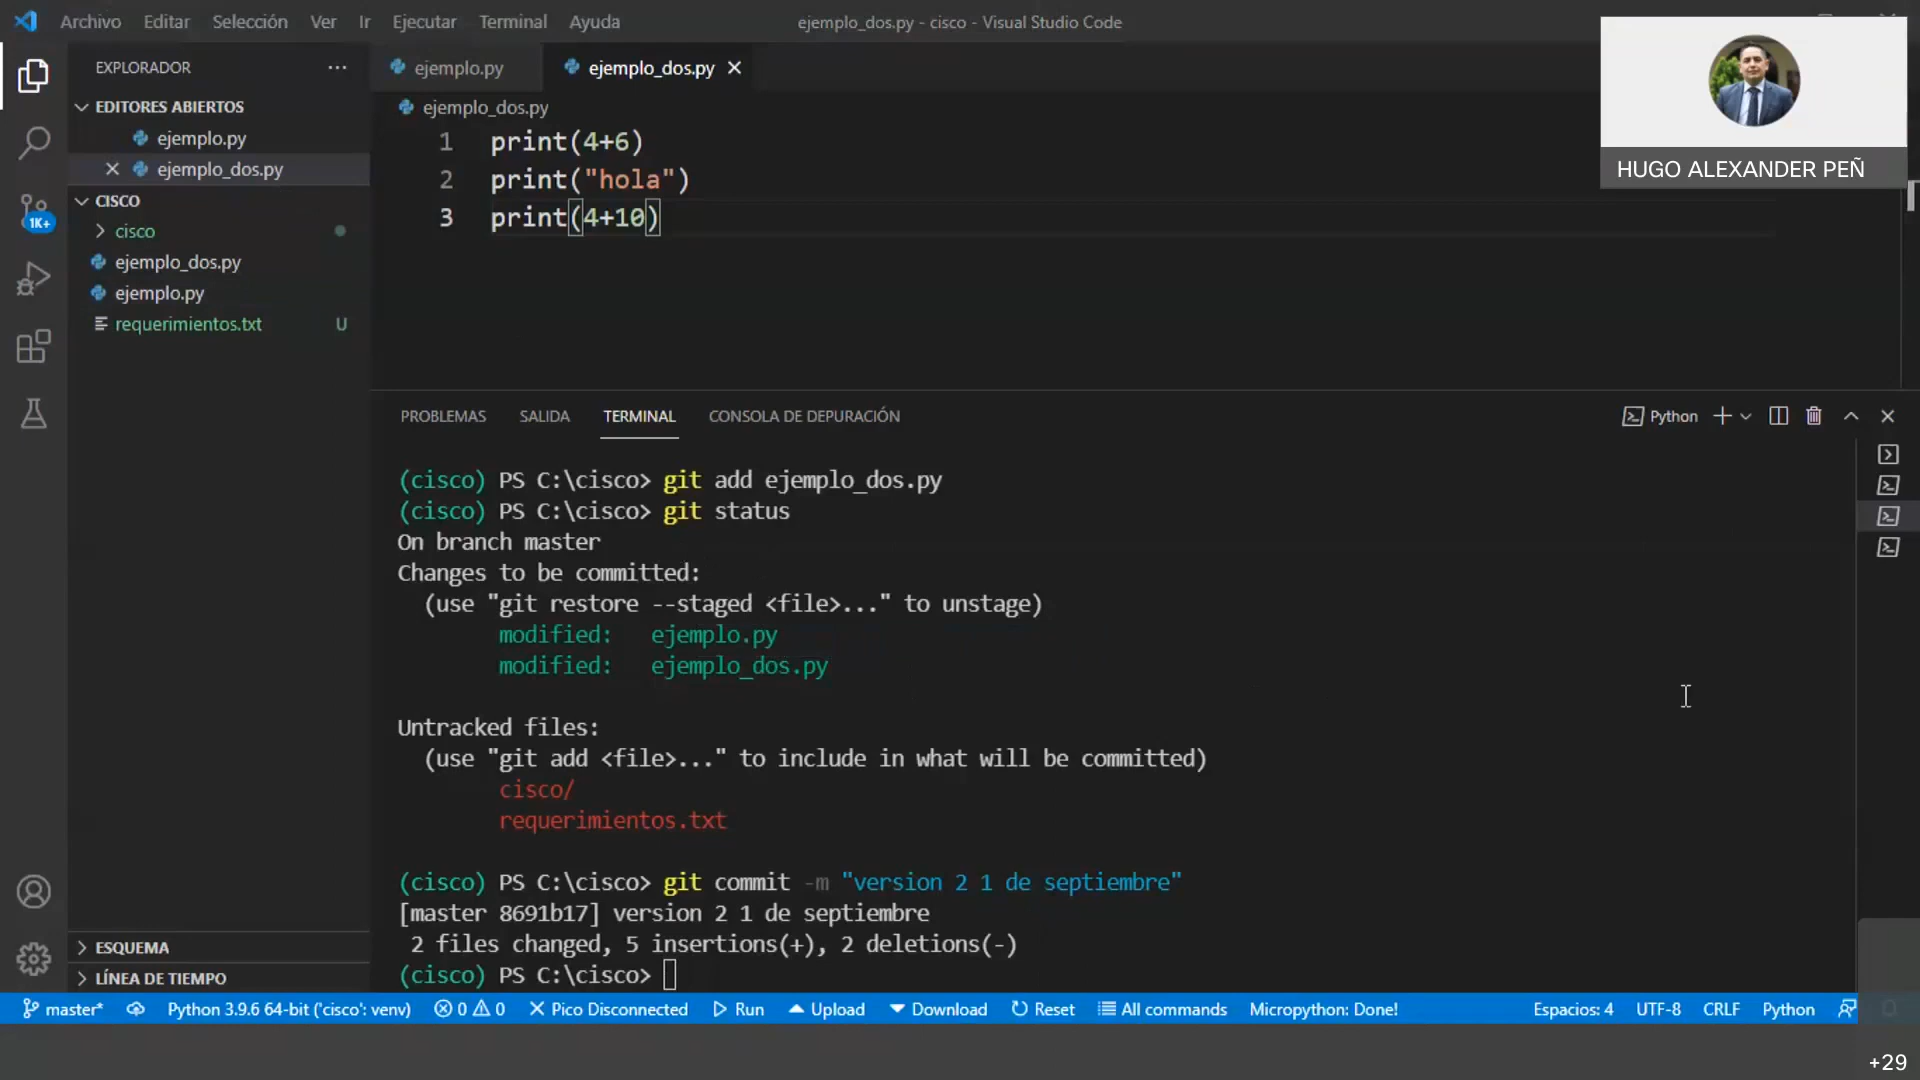 Archivo Editar Selección Ver Ir Ejecutar Terminal Ayuda
ejemplo_dos.py - cisco - Visual Studio Code
HUGO ALEXANDER PEÑ
EXPLORADOR
EDITORES ABIERTOS
ejemplo.py
ejemplo_dos.py
CISCO
cisco
ejemplo_dos.py
ejemplo.py
requerimientos.txt U
1K+
ESQUEMA
LÍNEA DE TIEMPO
ejemplo.py ejemplo_dos.py
ejemplo_dos.py
1 print(4+6)
2 print("hola")
3 print(4+10)
PROBLEMAS SALIDA TERMINAL CONSOLA DE DEPURACIÓN
Python
(cisco) PS C:\cisco> git add ejemplo_dos.py
(cisco) PS C:\cisco> git status
On branch master
Changes to be committed:
(use "git restore --staged <file>..." to unstage)
modified: ejemplo.py
modified: ejemplo_dos.py
Untracked files:
(use "git add <file>..." to include in what will be committed)
cisco/
requerimientos.txt
(cisco) PS C:\cisco> git commit -m "version 2 1 de septiembre"
[master 8691b17] version 2 1 de septiembre
2 files changed, 5 insertions(+), 2 deletions(-)
(cisco) PS C:\cisco>
master* Python 3.9.6 64-bit ('cisco': venv) 0 0 Pico Disconnected Run Upload Download Reset All commands Micropython: Done! Espacios: 4 UTF-8 CRLF Python
+29